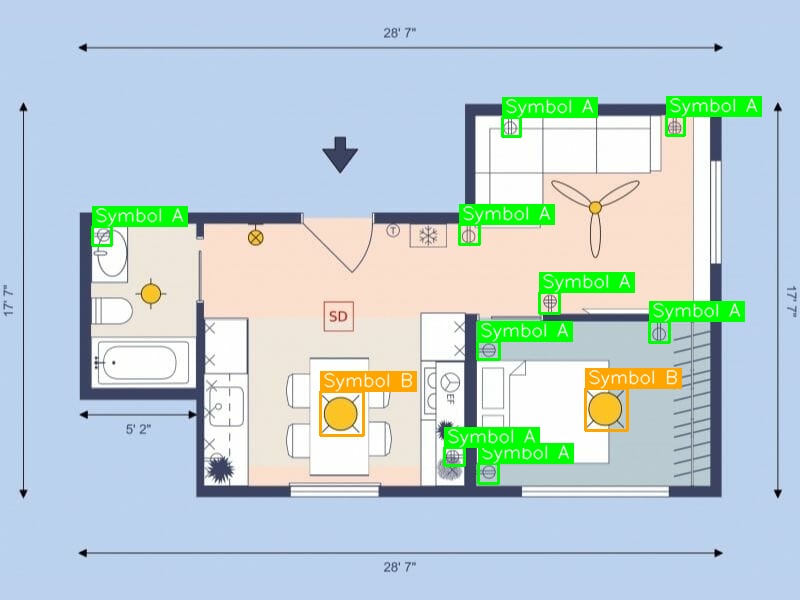 28' 7"
Symbol A
Symbol A
Symbol A
Symbol A
T
Symbol A
17' 7"
17' 7"
SD
Symbol A
Symbol A
Symbol B
Symbol B
EF
5' 2"
Symbol A
Symbol A
28' 7"